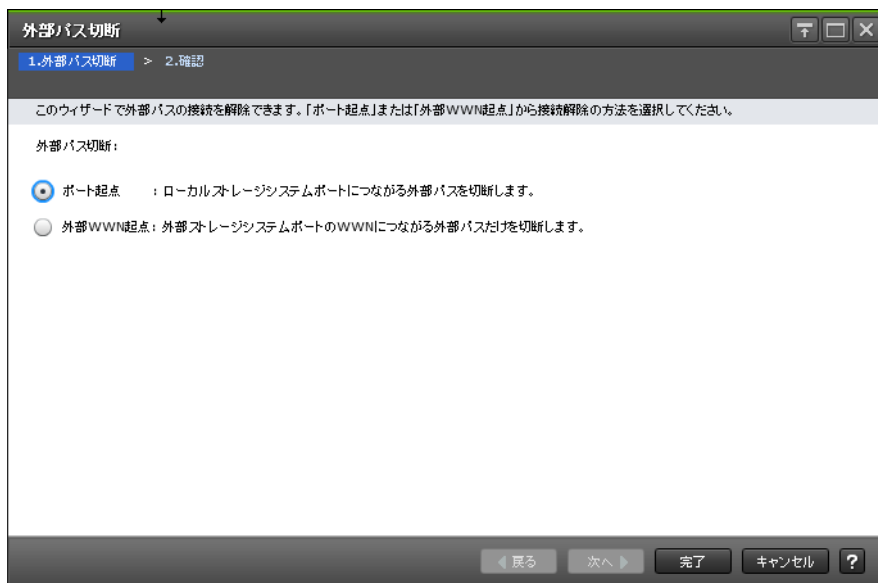 外部パス切断
1.外部パス切断 > 2.確認
このウィザードで外部パスの接続を解除できます。「ポート起点」または「外部WWN起点」から接続解除の方法を選択してください。
外部パス切断:
ポート起点 : ローカルストレージシステムポートにつながる外部パスを切断します。
外部WWN起点 : 外部ストレージシステムポートのWWNにつながる外部パスだけを切断します。
戻る 次へ 完了 キャンセル ?